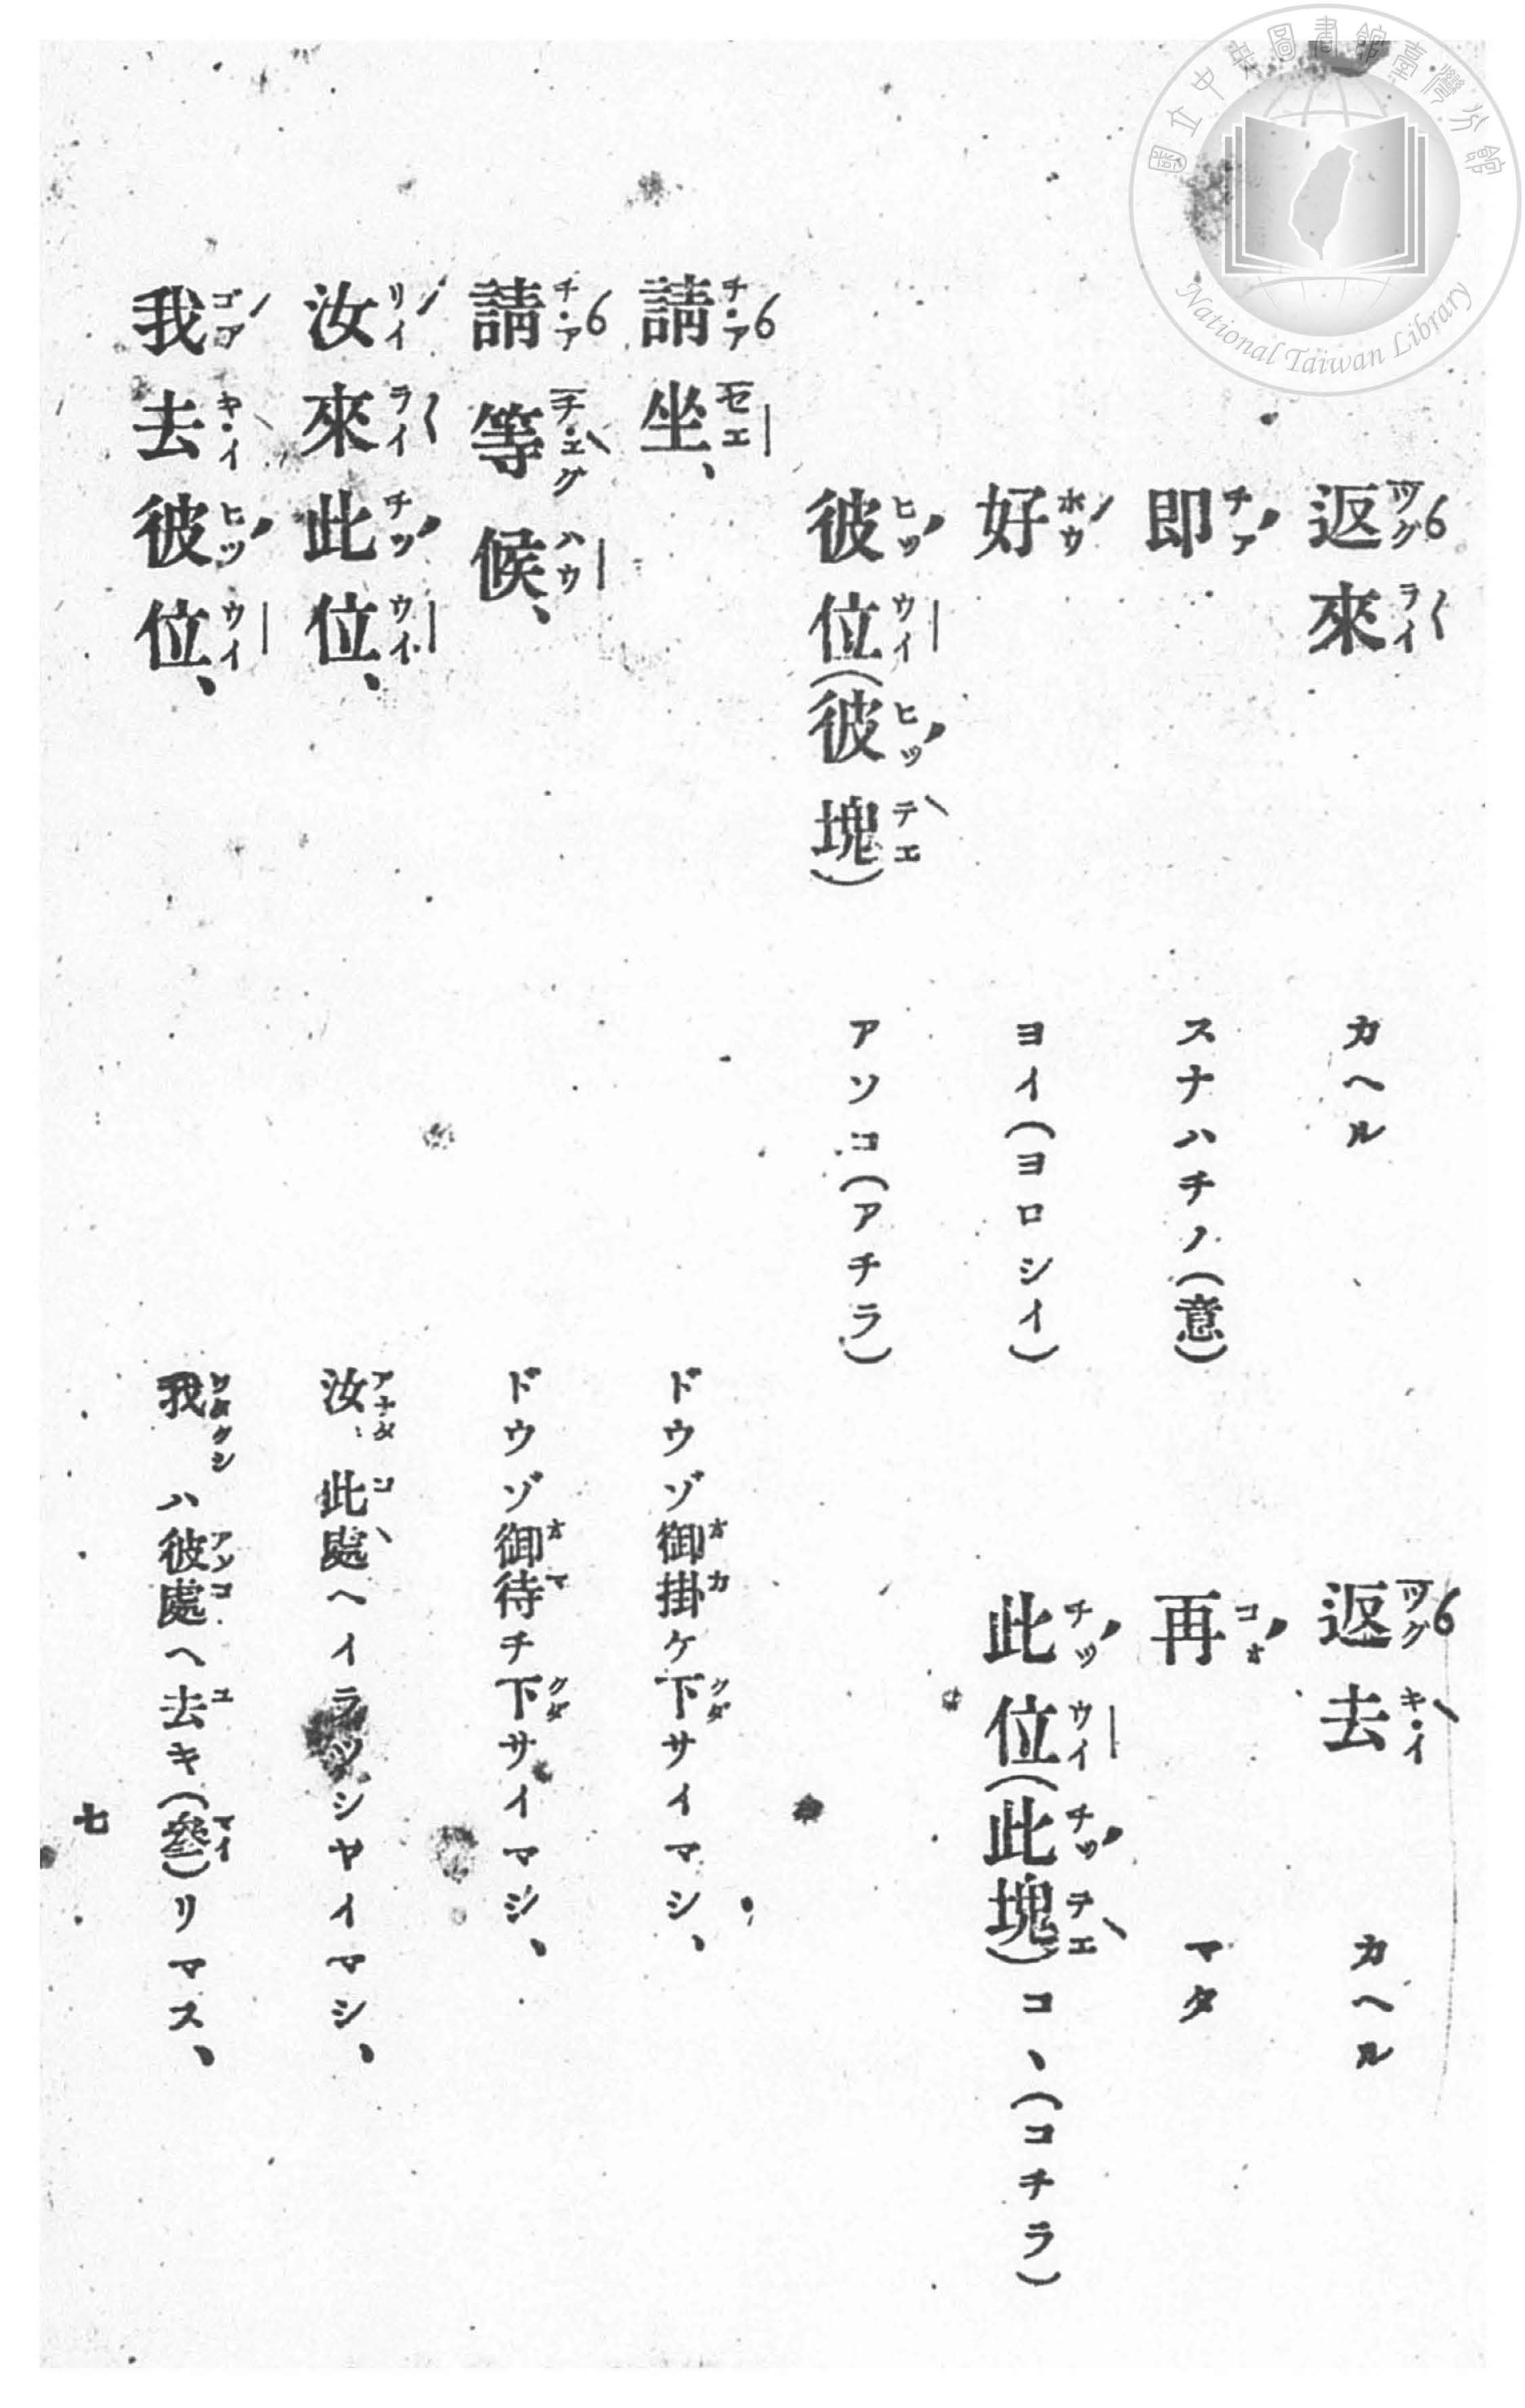 國立中央圖書館臺灣分館
National Taiwan Library
返來 カヘル
返去 カヘル
卽 スナハチノ(意)
再 マタ
好 ヨイ(ヨロシイ)
此位(此塊) コヽ(コチラ)
彼位(彼塊) アソコ(アチラ)
請坐、 ドウゾ御掛ケ下サイマシ、
請等候、 ドウゾ御待チ下サイマシ、
汝來此位、 汝、此處ヘイラツシヤイマシ、
我去彼位、 我ハ彼處ヘ去キ(參)リマス、
七